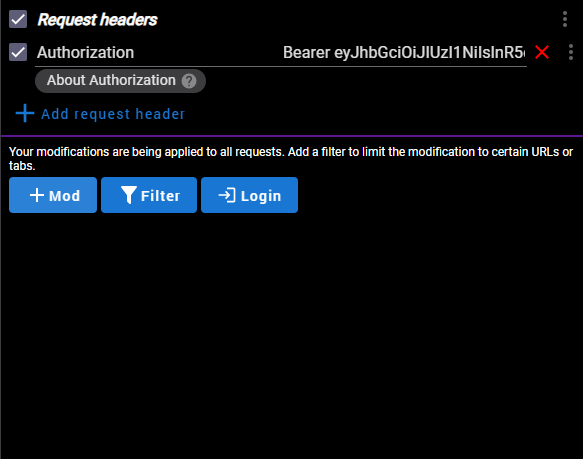 Request headers
Authorization Bearer eyJhbGciOiJIUzI1NiIsInR5
About Authorization ?
Add request header
Your modifications are being applied to all requests. Add a filter to limit the modification to certain URLs or
tabs.
Mod Filter Login